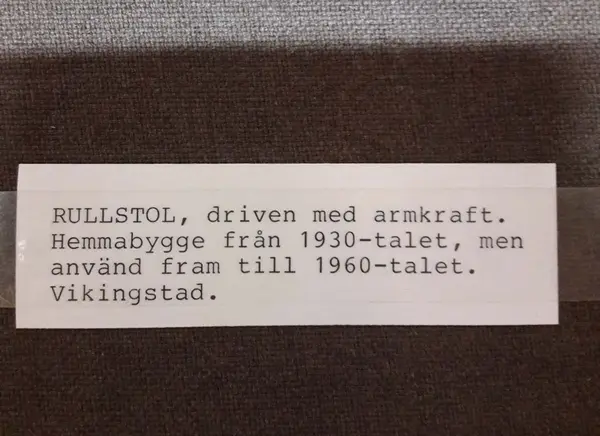 RULLSTOL, driven med armkraft.
Hemmabygge från 1930-talet, men
använd fram till 1960-talet.
Vikingstad.